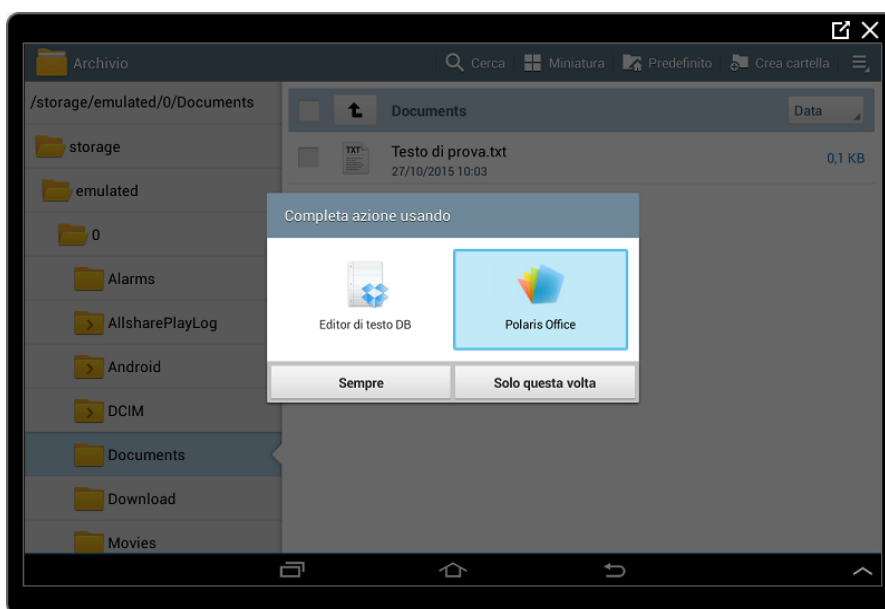 Archivio
Cerca
Miniatura
Predefinito
Crea cartella
/storage/emulated/0/Documents
Documents
Data
storage
TXT
Testo di prova.txt
27/10/2015 10:03
0,1 KB
emulated
0
Alarms
AllsharePlayLog
Android
DCIM
Documents
Download
Movies
Completa azione usando
Editor di testo DB
Polaris Office
Sempre
Solo questa volta